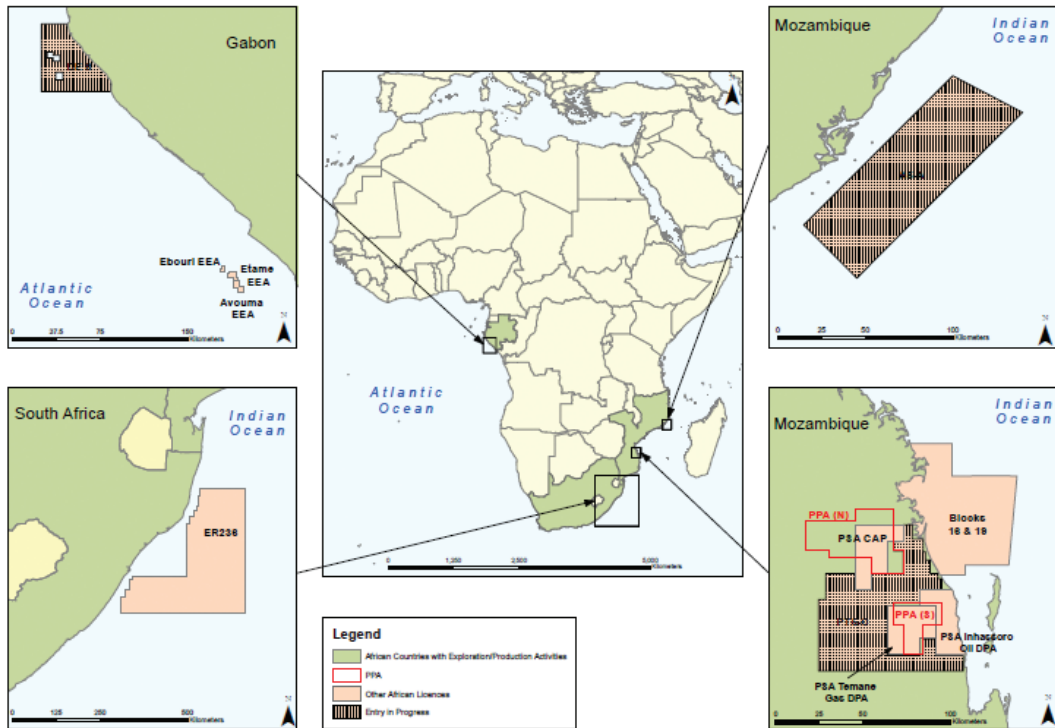 Gabon
Ebouri EEA
Etame
EEA
Avouma
EEA
Atlantic
Ocean
0 37.5 75 150
Kilometers
Mozambique
Indian
Ocean
0 25 50 100
Kilometers
Atlantic
Ocean
0 1,250 2,500 5,000
Kilometers
South Africa
Indian
Ocean
ER236
0 50 100 200
Kilometers
Mozambique
Indian
Ocean
PPA (N)
PSA CAP
Blocks
16 & 19
PPA (S)
PSA Inhassoro
Oil DPA
PSA Temane
Gas DPA
0 25 50 100
Kilometers
Legend
African Countries with Exploration/Production Activities
PPA
Other African Licences
Entry in Progress